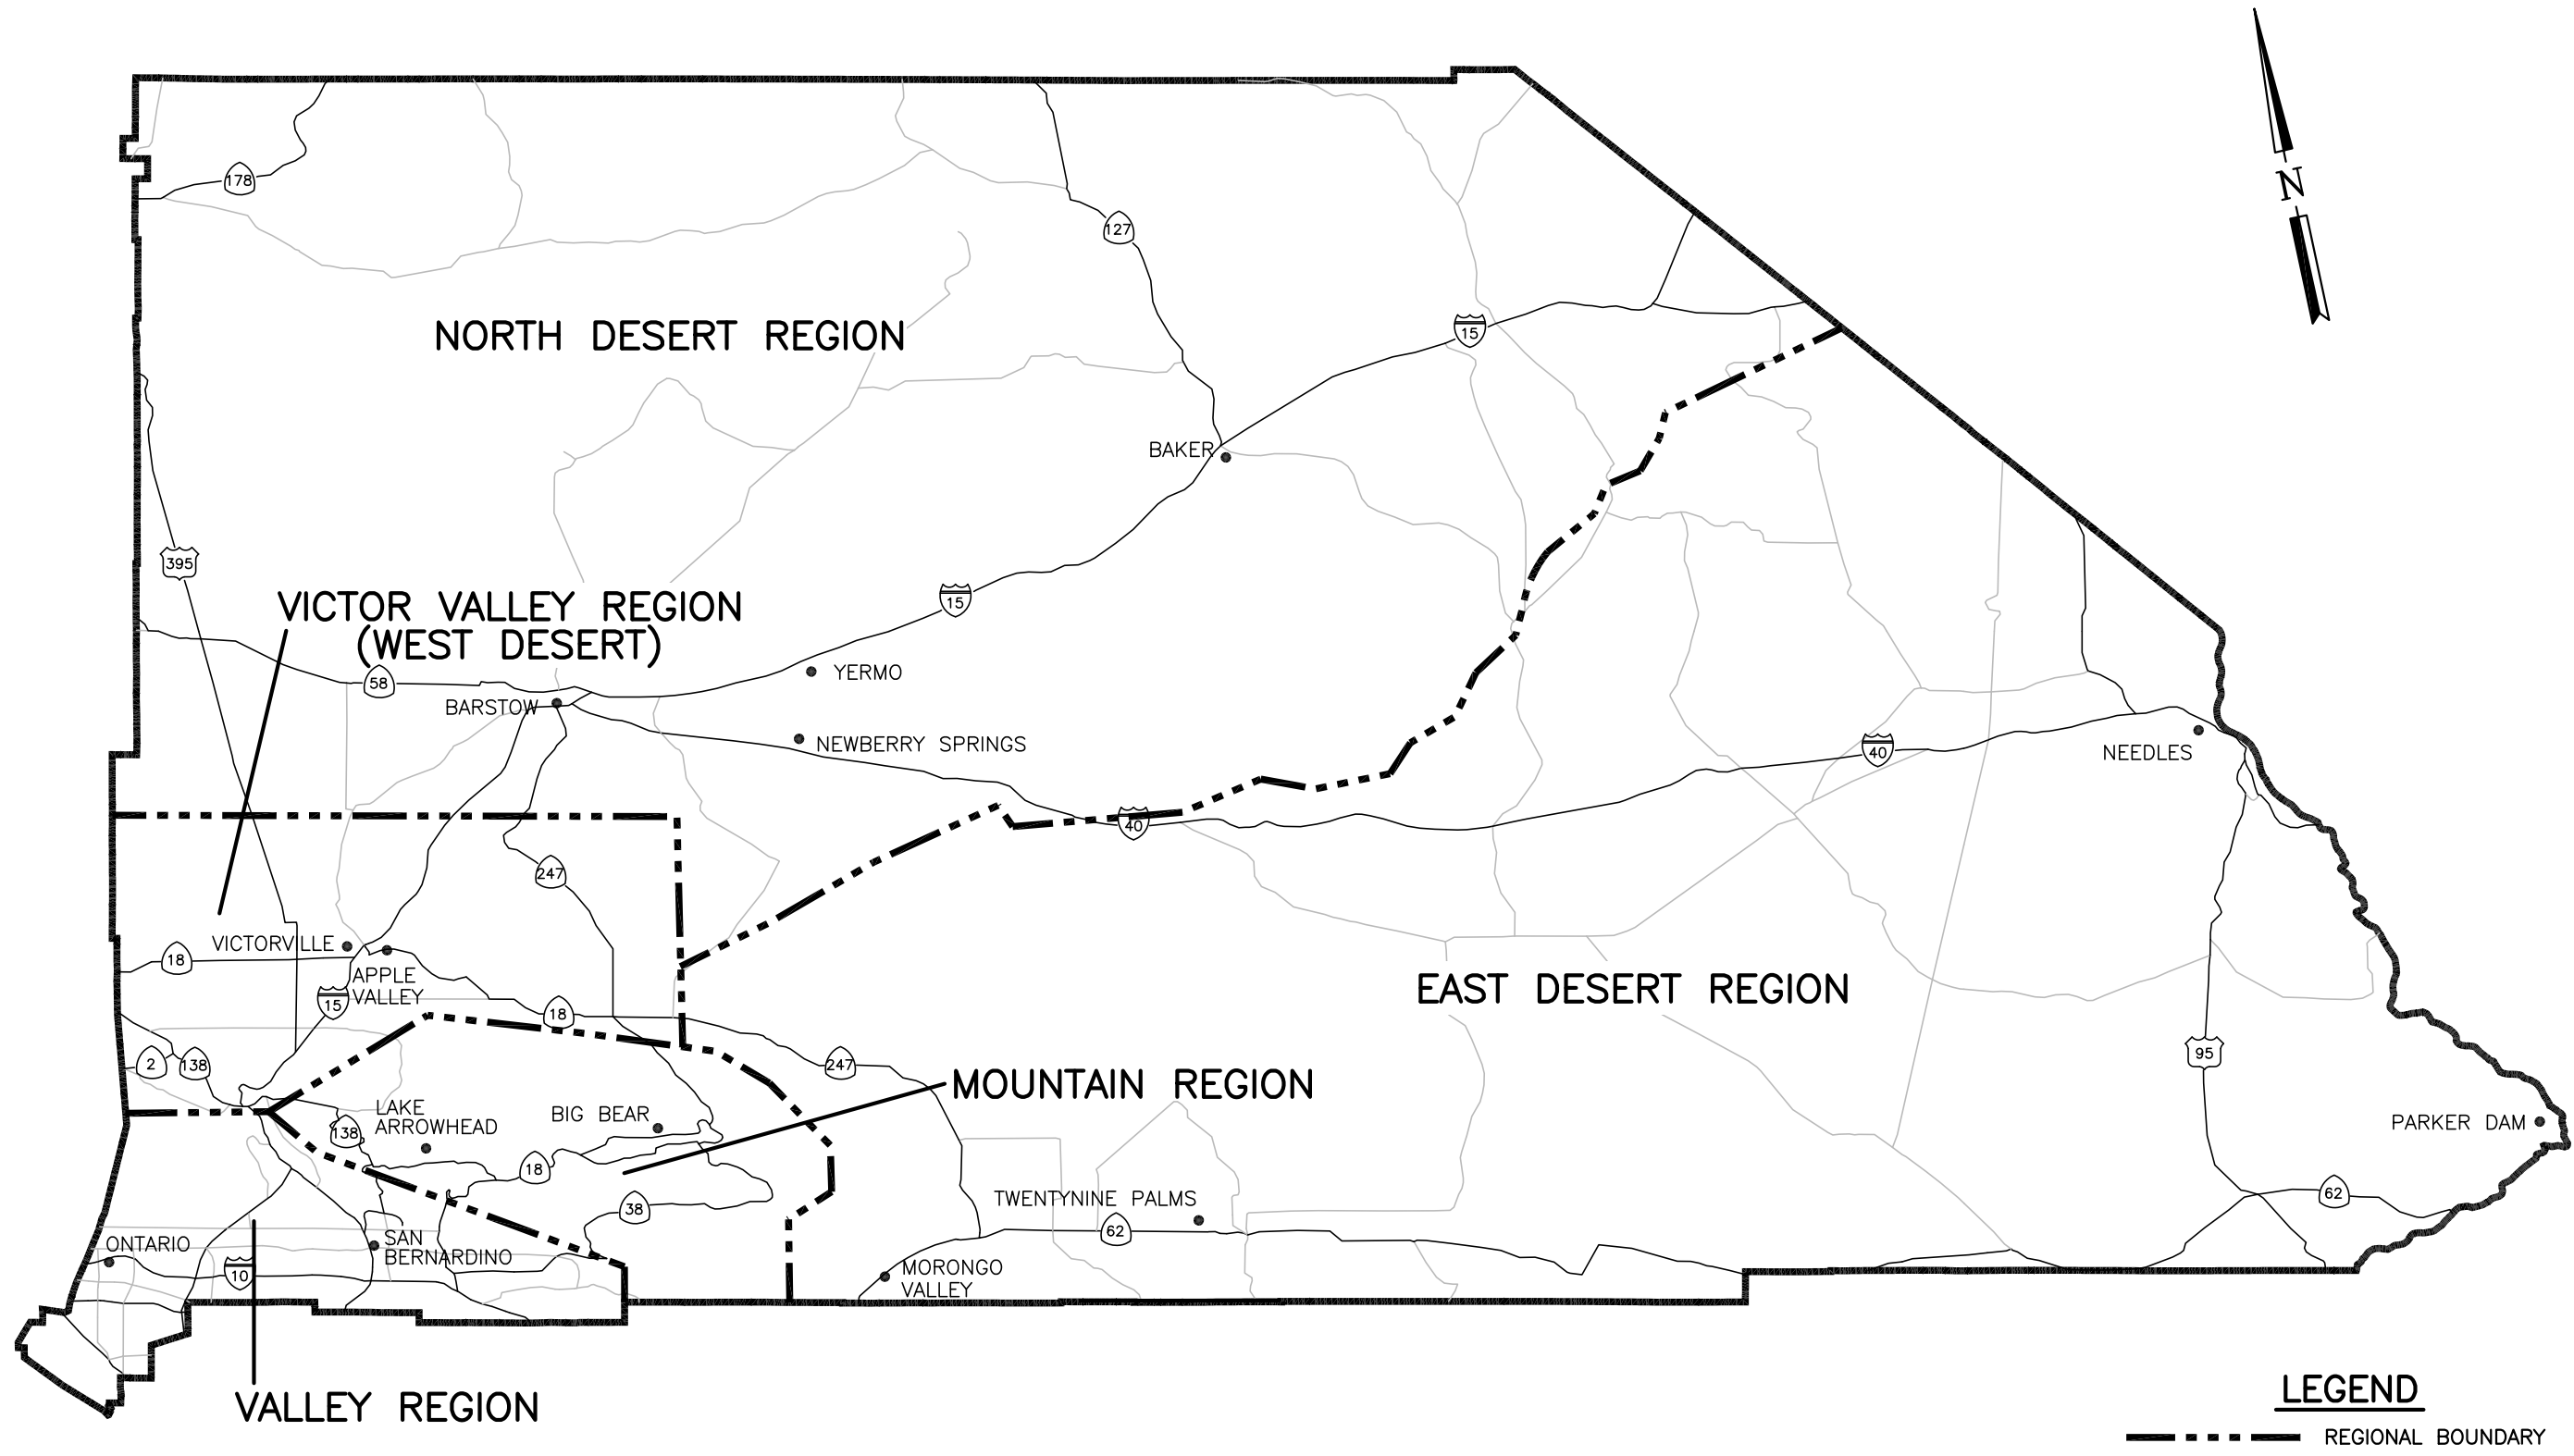 N
178
127
NORTH DESERT REGION
15
BAKER
395
VICTOR VALLEY REGION
(WEST DESERT)
15
58
YERMO
BARSTOW
NEWBERRY SPRINGS
40
NEEDLES
40
247
VICTORVILLE
18
APPLE
VALLEY
15
18
EAST DESERT REGION
95
2
138
247
MOUNTAIN REGION
LAKE
ARROWHEAD
BIG BEAR
138
PARKER DAM
18
38
TWENTYNINE PALMS
62
62
ONTARIO
SAN
BERNARDINO
10
MORONGO
VALLEY
VALLEY REGION
LEGEND
REGIONAL BOUNDARY